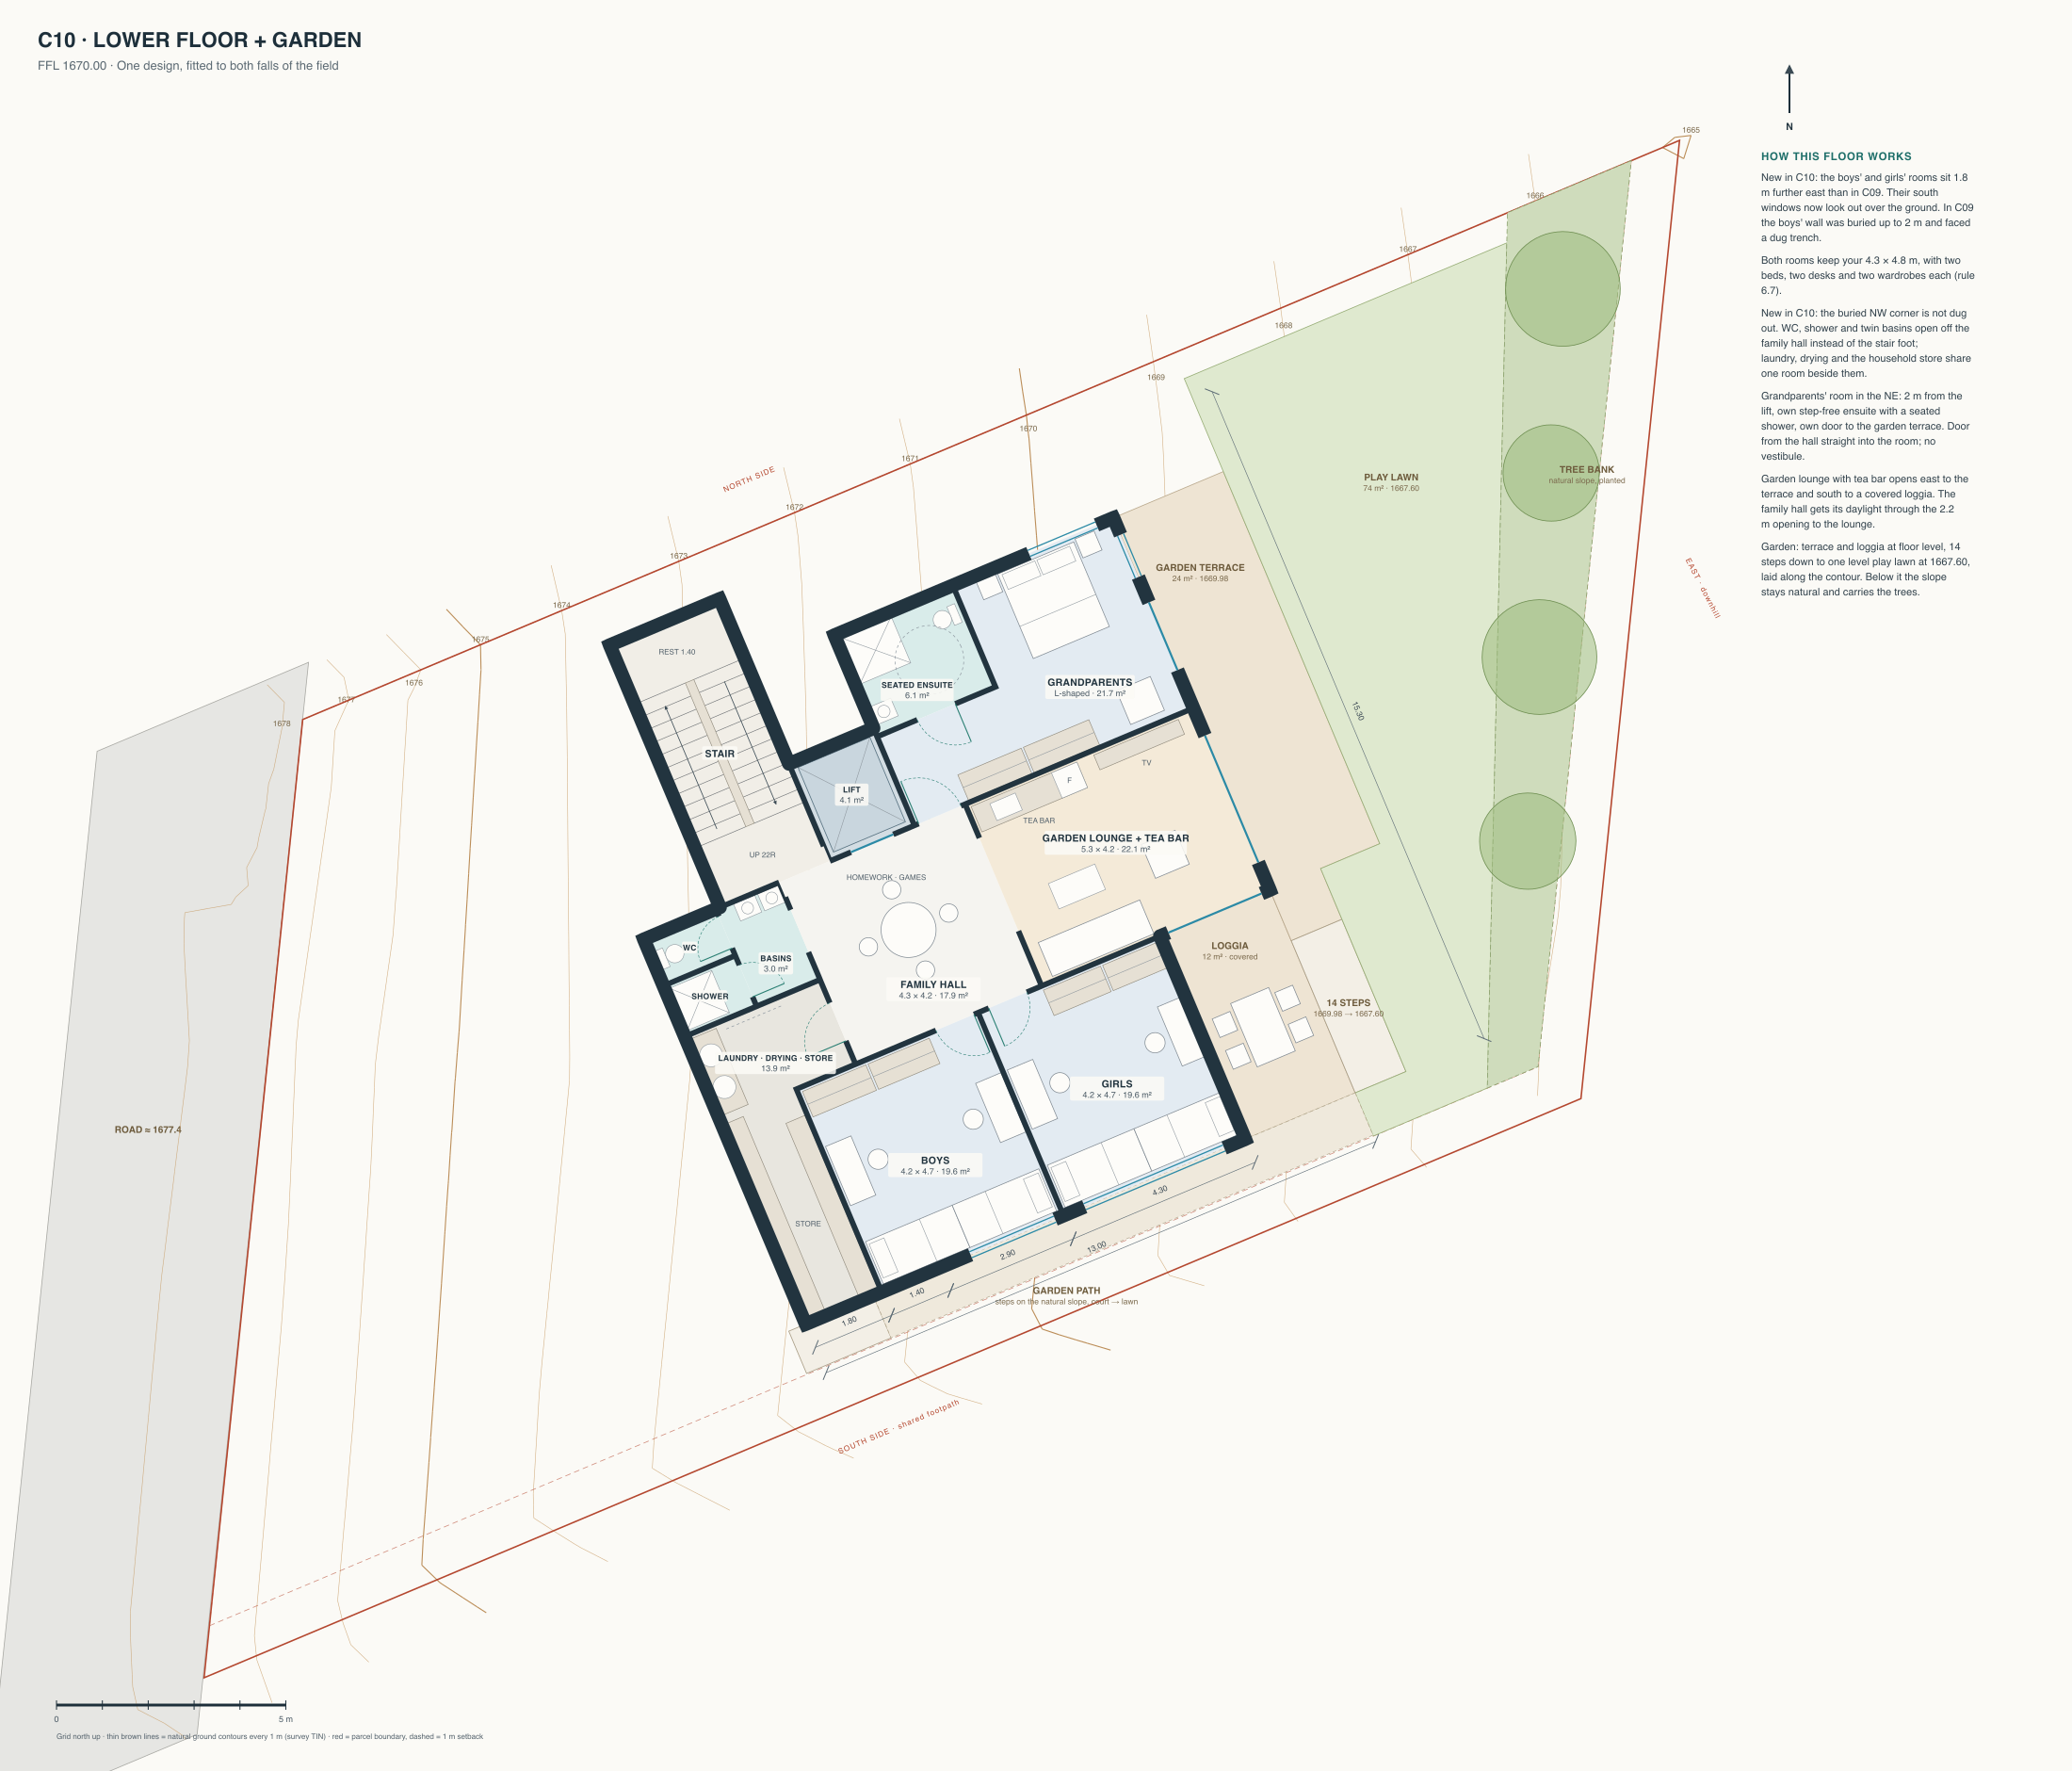 C10 · LOWER FLOOR + GARDEN
FFL 1670.00 · One design, fitted to both falls of the field
N
HOW THIS FLOOR WORKS
New in C10: the boys' and girls' rooms sit 1.8
m further east than in C09. Their south
windows now look out over the ground. In C09
the boys' wall was buried up to 2 m and faced
a dug trench.
Both rooms keep your 4.3 × 4.8 m, with two
beds, two desks and two wardrobes each (rule
6.7).
New in C10: the buried NW corner is not dug
out. WC, shower and twin basins open off the
family hall instead of the stair foot;
laundry, drying and the household store share
one room beside them.
Grandparents' room in the NE: 2 m from the
lift, own step-free ensuite with a seated
shower, own door to the garden terrace. Door
from the hall straight into the room; no
vestibule.
Garden lounge with tea bar opens east to the
terrace and south to a covered loggia. The
family hall gets its daylight through the 2.2
m opening to the lounge.
Garden: terrace and loggia at floor level, 14
steps down to one level play lawn at 1667.60,
laid along the contour. Below it the slope
stays natural and carries the trees.
1665
1666
1667
1668
1669
1670
1671
1672
1673
1674
1675
1676
1677
1678
NORTH SIDE
EAST · downhill
PLAY LAWN
74 m² · 1667.60
TREE BANK
natural slope, planted
GARDEN TERRACE
24 m² · 1669.98
15.30
REST 1.40
STAIR
UP 22R
LIFT
4.1 m²
SEATED ENSUITE
6.1 m²
GRANDPARENTS
L-shaped · 21.7 m²
TV
F
TEA BAR
GARDEN LOUNGE + TEA BAR
5.3 × 4.2 · 22.1 m²
HOMEWORK · GAMES
WC
BASINS
3.0 m²
SHOWER
FAMILY HALL
4.3 × 4.2 · 17.9 m²
LOGGIA
12 m² · covered
14 STEPS
1669.98 → 1667.60
LAUNDRY · DRYING · STORE
13.9 m²
GIRLS
4.2 × 4.7 · 19.6 m²
BOYS
4.2 × 4.7 · 19.6 m²
STORE
4.30
2.90
13.00
1.40
1.80
GARDEN PATH
steps on the natural slope, court → lawn
ROAD ≈ 1677.4
SOUTH SIDE · shared footpath
0
5 m
Grid north up · thin brown lines = natural ground contours every 1 m (survey TIN) · red = parcel boundary, dashed = 1 m setback